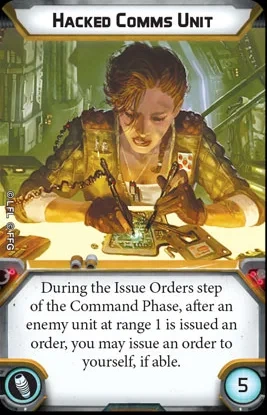 HACKED COMMS UNIT
©LFL ©FFG
During the Issue Orders step
of the Command Phase, after an
enemy unit at range 1 is issued an
order, you may issue an order to
yourself, if able.
5